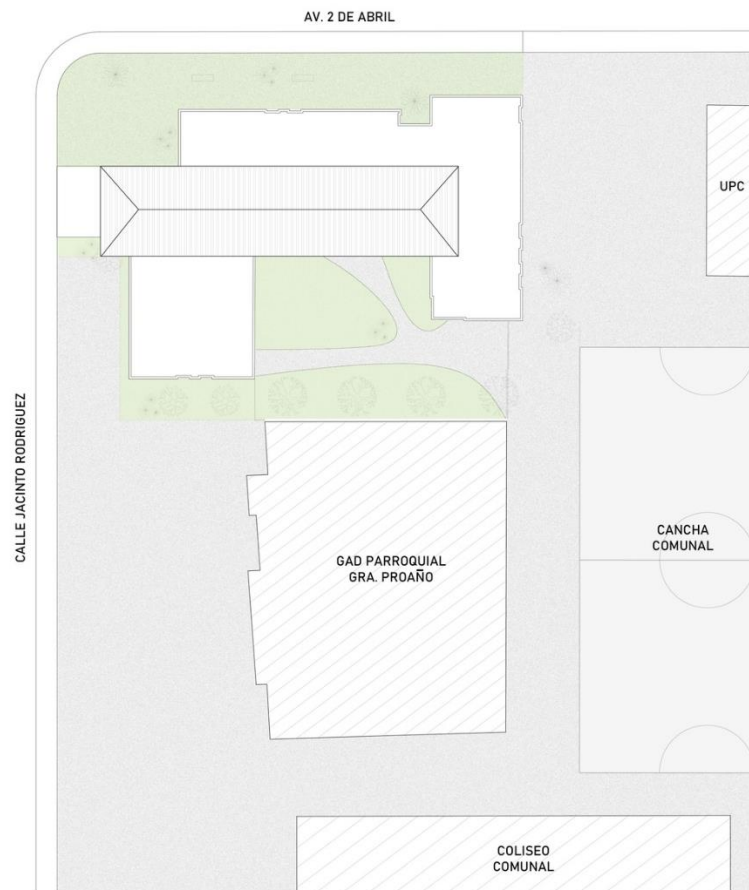 AV. 2 DE ABRIL
UPC
CALLE JACINTO RODRIGUEZ
GAD PARROQUIAL
GRA. PROAÑO
CANCHA
COMUNAL
COLISEO
COMUNAL